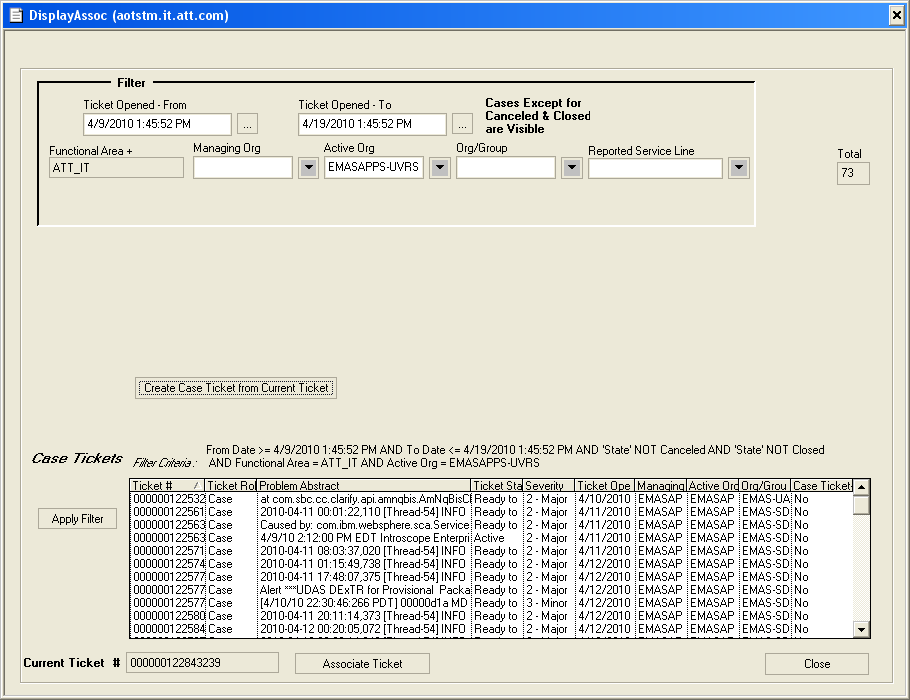 DisplayAssoc (aotstm.it.att.com)
Filter
Ticket Opened - From
Ticket Opened - To
Cases Except for
Canceled & Closed
are Visible
4/9/2010 1:45:52 PM ...
4/19/2010 1:45:52 PM ...
Functional Area +
Managing Org
Active Org
Org/Group
Reported Service Line
Total
ATT_IT
EMASAPPS-UVRS
73
Create Case Ticket from Current Ticket
Case Tickets
Filter Criteria :
From Date >= 4/9/2010 1:45:52 PM AND To Date <= 4/19/2010 1:45:52 PM AND 'State' NOT Canceled AND 'State' NOT Closed
AND Functional Area = ATT_IT AND Active Org = EMASAPPS-UVRS
Ticket # Ticket Rol Problem Abstract Ticket Sta Severity Ticket Ope Managing Active Org Org/Grou Case Ticket
000000122532 Case at com.sbc.cc.clarify.api.amnqbis.AmNqBisCl Ready to 2 - Major 4/10/2010 EMASAP EMASAP EMAS-UA No
000000122561 Case 2010-04-11 00:01:22,110 [Thread-54] INFO Ready to 2 - Major 4/11/2010 EMASAP EMASAP EMAS-SD No
000000122563 Case Caused by: com.ibm.websphere.sca.Service Ready to 2 - Major 4/11/2010 EMASAP EMASAP EMAS-SD No
000000122563 Case 4/9/10 2:12:00 PM EDT Introscope Enterpri Active 2 - Major 4/11/2010 EMASAP EMASAP EMAS-SD No
000000122571 Case 2010-04-11 08:03:37,020 [Thread-54] INFO Ready to 2 - Major 4/11/2010 EMASAP EMASAP EMAS-SD No
000000122574 Case 2010-04-11 01:15:49,738 [Thread-54] INFO Ready to 2 - Major 4/12/2010 EMASAP EMASAP EMAS-SD No
000000122577 Case 2010-04-11 17:48:07,375 [Thread-54] INFO Ready to 2 - Major 4/12/2010 EMASAP EMASAP EMAS-SD No
000000122577 Case Alert ***UDAS DExTR for Provisional Packa Ready to 2 - Major 4/12/2010 EMASAP EMASAP EMAS-SD No
000000122577 Case [4/10/10 22:30:46:266 PDT] 00000d1a MD Ready to 3 - Minor 4/12/2010 EMASAP EMASAP EMAS-SD No
000000122580 Case 2010-04-11 20:11:14,373 [Thread-54] INFO Ready to 2 - Major 4/12/2010 EMASAP EMASAP EMAS-SD No
000000122584 Case 2010-04-12 00:20:05,072 [Thread-54] INFO Ready to 2 - Major 4/12/2010 EMASAP EMASAP EMAS-SD No
Apply Filter
Current Ticket # 000000122843239
Associate Ticket
Close